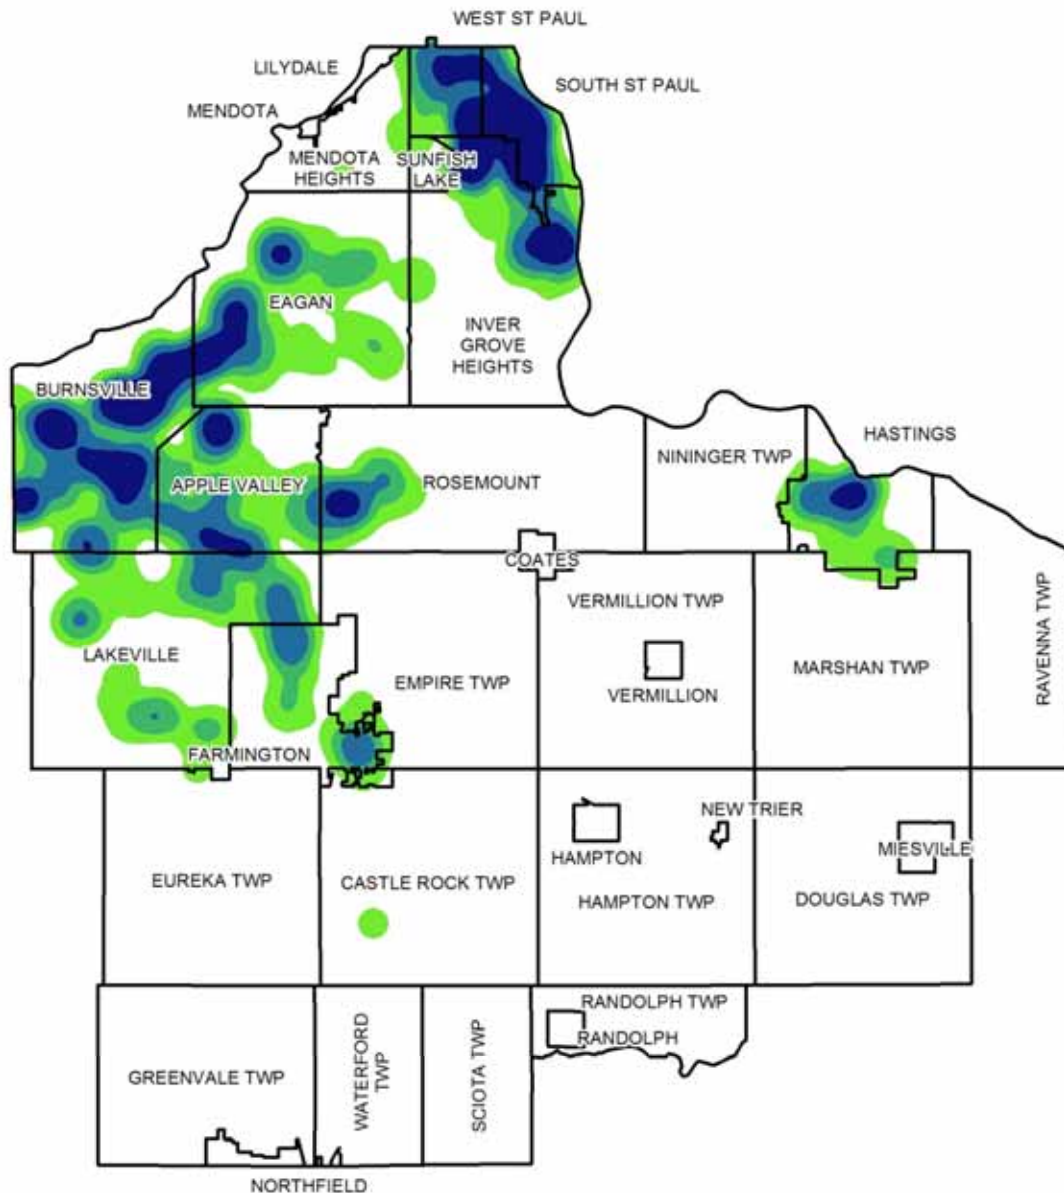 WEST ST PAUL
LILYDALE
SOUTH ST PAUL
MENDOTA
MENDOTA
HEIGHTS
SUNFISH
LAKE
EAGAN
INVER
GROVE
HEIGHTS
BURNSVILLE
HASTINGS
NININGER TWP
APPLE VALLEY
ROSEMOUNT
COATES
VERMILLION TWP
RAVENNA TWP
LAKEVILLE
MARSHAN TWP
EMPIRE TWP
VERMILLION
FARMINGTON
NEW TRIER
HAMPTON
MIESVILLE
EUREKA TWP
CASTLE ROCK TWP
HAMPTON TWP
DOUGLAS TWP
RANDOLPH TWP
RANDOLPH
GREENVALE TWP
WATERFORD
TWP
SCIOTA TWP
NORTHFIELD